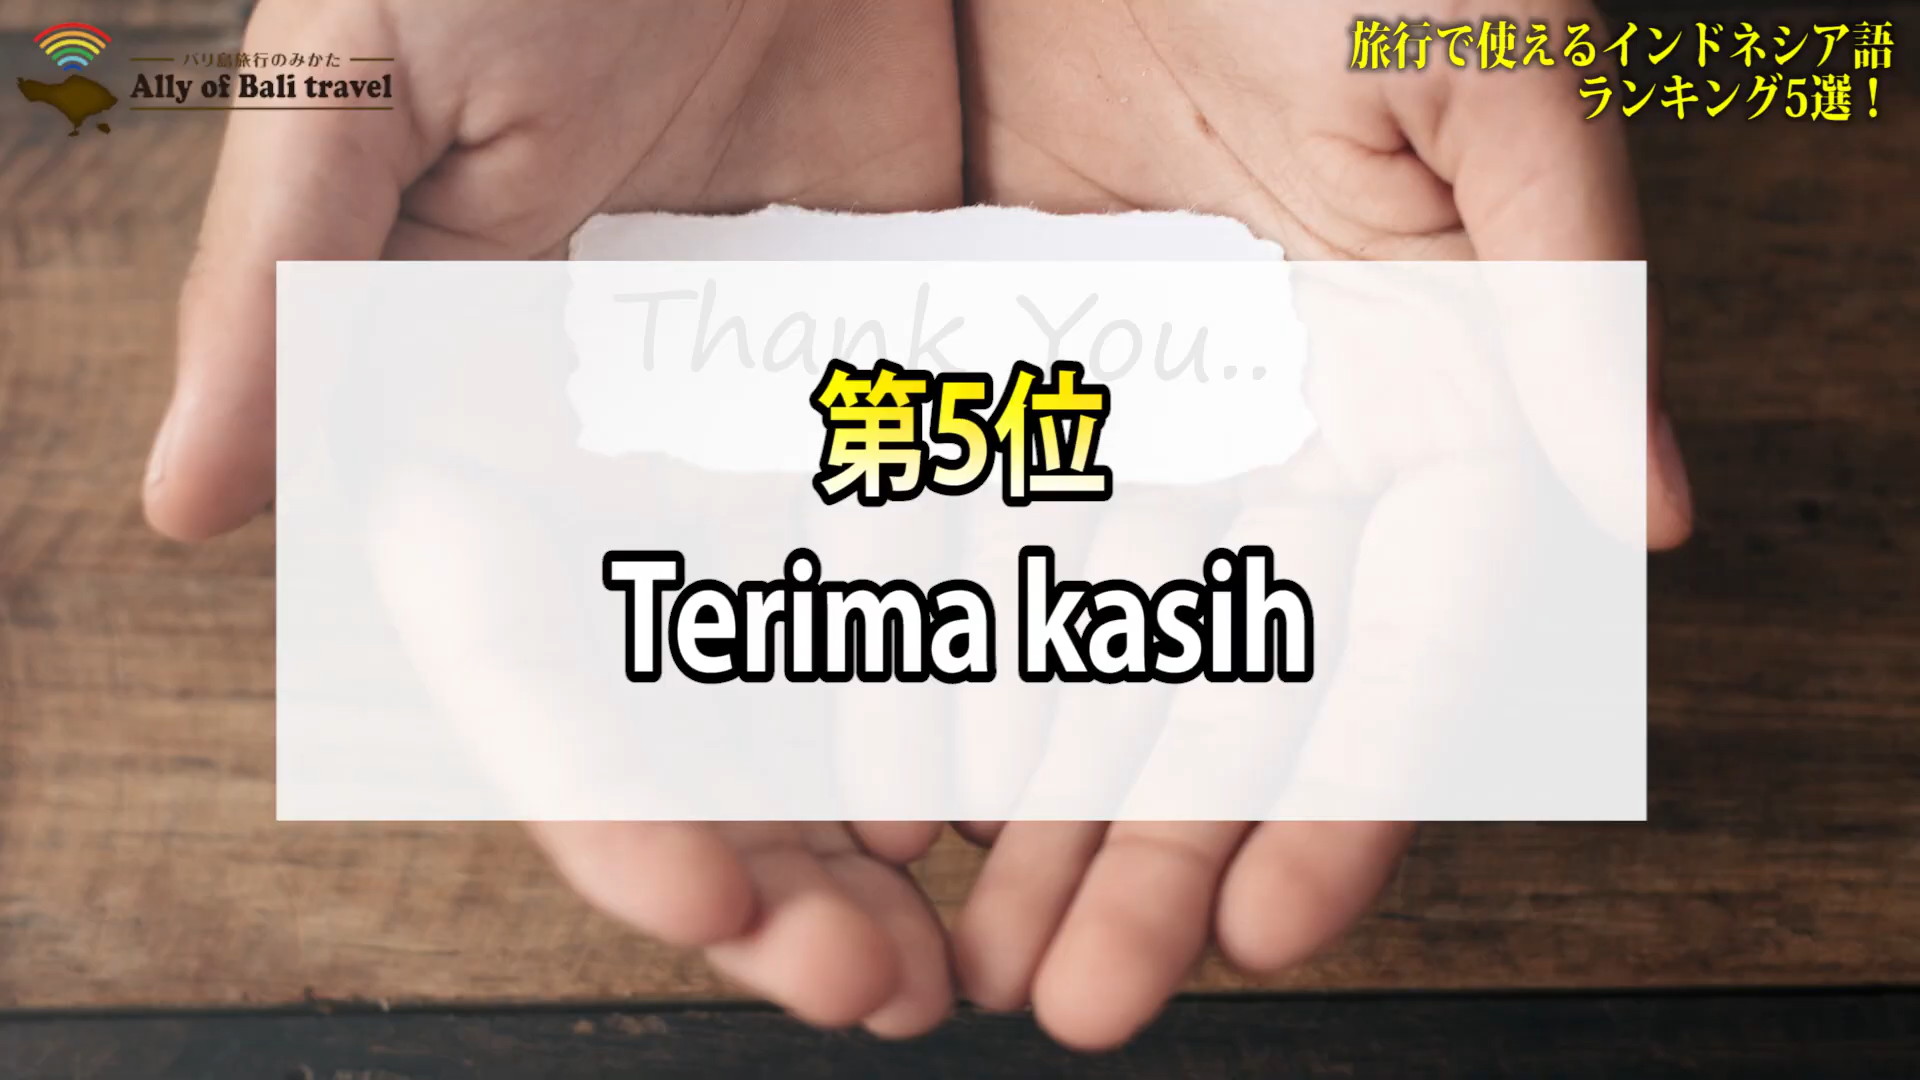 バリ島旅行のみかた
Ally of Bali travel
旅行で使えるインドネシア語
ランキング5選！
Thank You..
第5位
Terima kasih